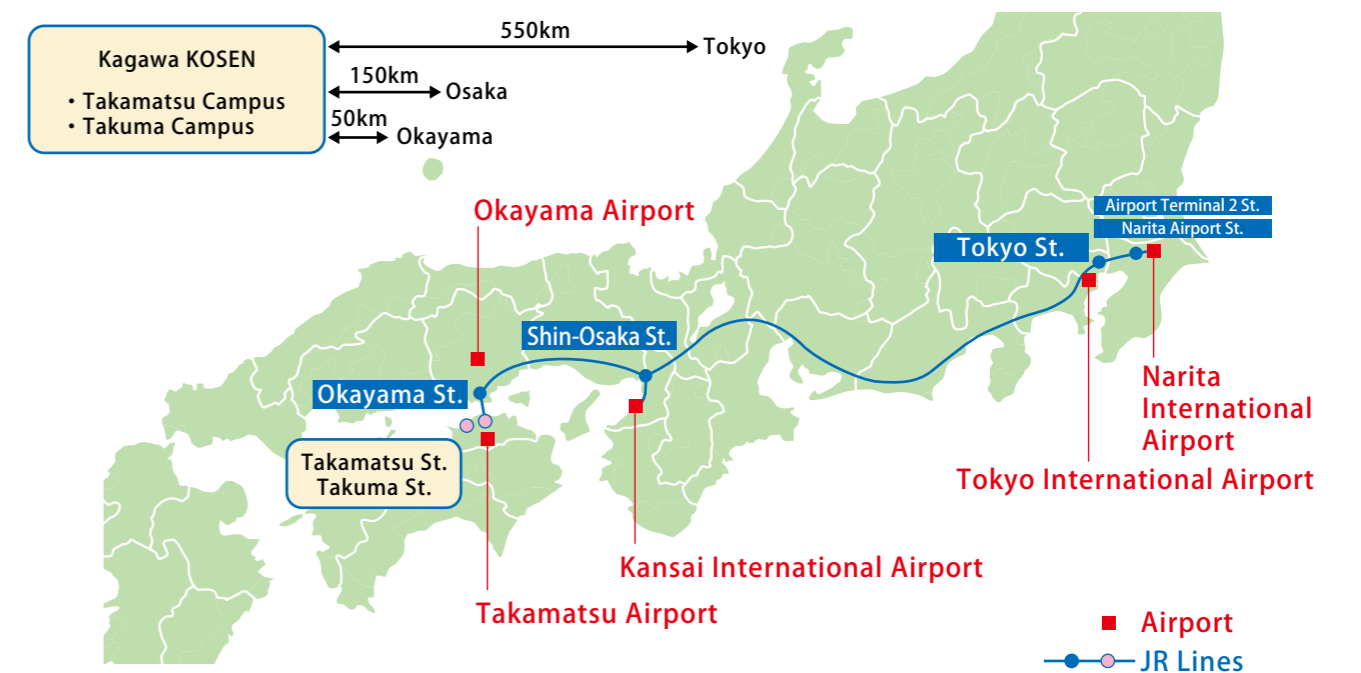 Kagawa KOSEN
・Takamatsu Campus
・Takuma Campus
550km
Tokyo
150km
Osaka
50km
Okayama
Okayama Airport
Airport Terminal 2 St.
Narita Airport St.
Tokyo St.
Shin-Osaka St.
Okayama St.
Takamatsu St.
Takuma St.
Narita
International
Airport
Tokyo International Airport
Kansai International Airport
Takamatsu Airport
Airport
JR Lines